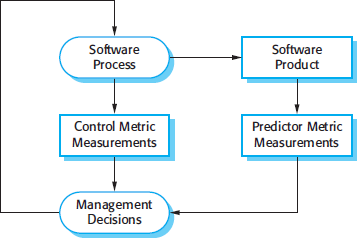 Software
Process
Software
Product
Control Metric
Measurements
Predictor Metric
Measurements
Management
Decisions